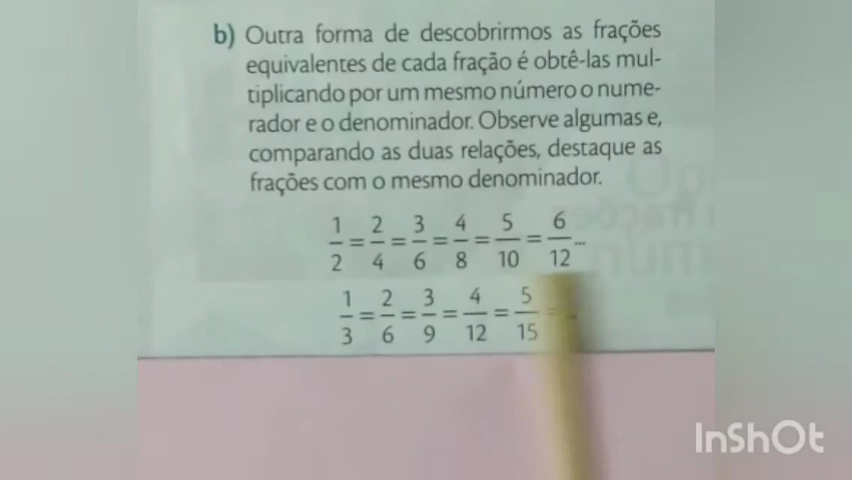 b) Outra forma de descobrirmos as frações
equivalentes de cada fração é obtê-las mul-
tiplicando por um mesmo número o nume-
rador e o denominador. Observe algumas e,
comparando as duas relações, destaque as
frações com o mesmo denominador.
1/2 = 2/4 = 3/6 = 4/8 = 5/10 = 6/12 ...
1/3 = 2/6 = 3/9 = 4/12 = 5/15 =
InShOt